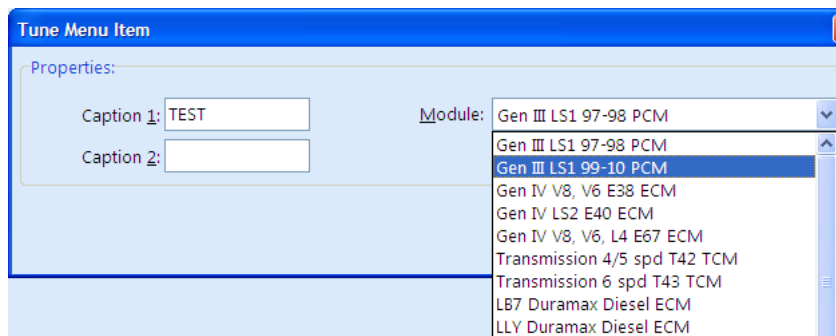 Tune Menu Item
Properties:
Caption 1: TEST
Module: Gen III LS1 97-98 PCM
Caption 2:
Gen III LS1 97-98 PCM
Gen III LS1 99-10 PCM
Gen IV V8, V6 E38 ECM
Gen IV LS2 E40 ECM
Gen IV V8, V6, L4 E67 ECM
Transmission 4/5 spd T42 TCM
Transmission 6 spd T43 TCM
LB7 Duramax Diesel ECM
LLY Duramax Diesel ECM